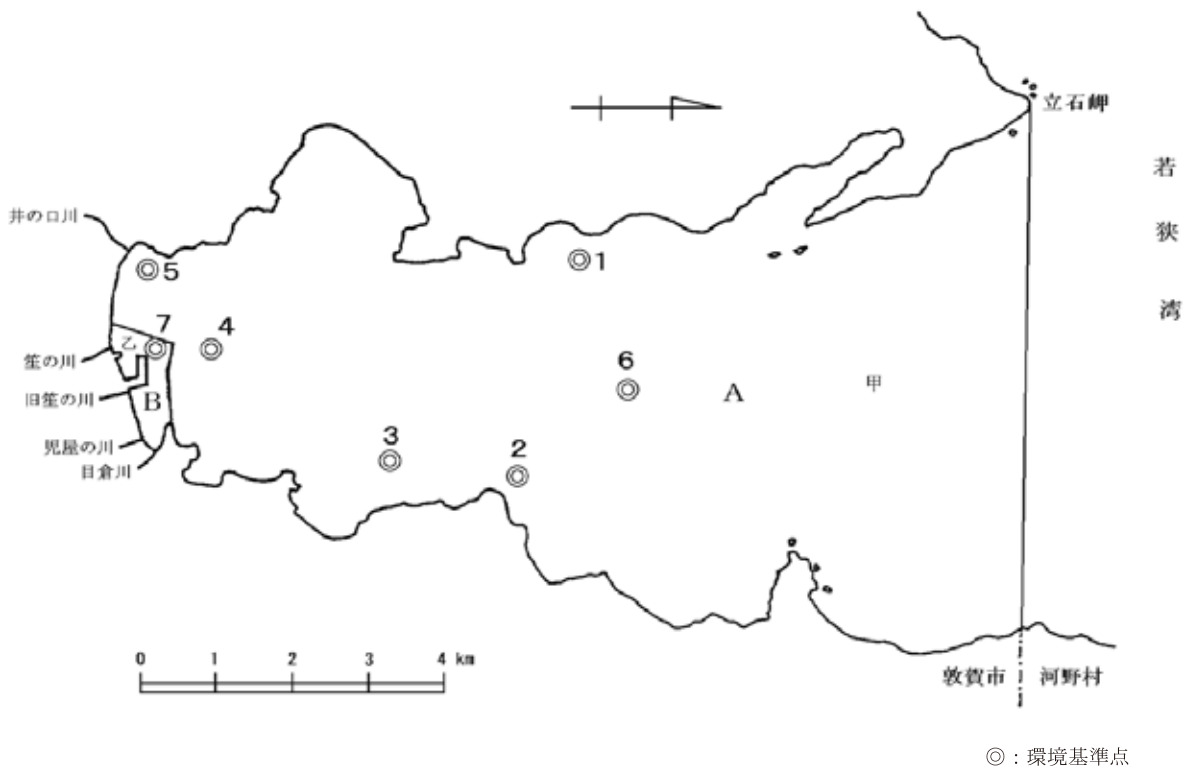 立石岬
若狭湾
井の口川
5
1
7
4
乙
笙の川
6
甲
A
旧笙の川
B
3
2
児屋の川
目倉川
0 1 2 3 4 km
敦賀市
河野村
◎:環境基準点